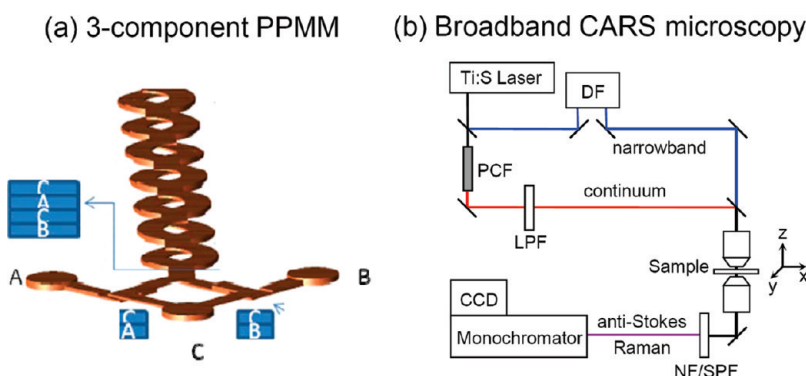 (a) 3-component PPMM
C
A
C
B
A
B
C
A
C
B
C
(b) Broadband CARS microscopy
Ti:S Laser
DF
narrowband
PCF
continuum
LPF
Sample
z
y
x
CCD
Monochromator
anti-Stokes
Raman
NF/SPF